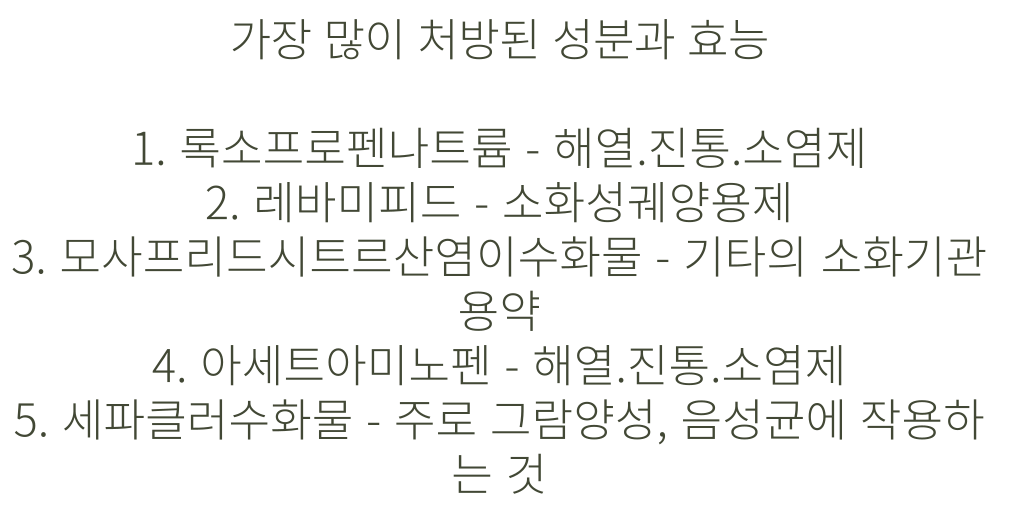 가장 많이 처방된 성분과 효능
1. 록소프로펜나트륨 - 해열.진통.소염제
2. 레바미피드 - 소화성궤양용제
3. 모사프리드시트르산염이수화물 - 기타의 소화기관
용약
4. 아세트아미노펜 - 해열.진통.소염제
5. 세파클러수화물 - 주로 그람양성, 음성균에 작용하
는 것